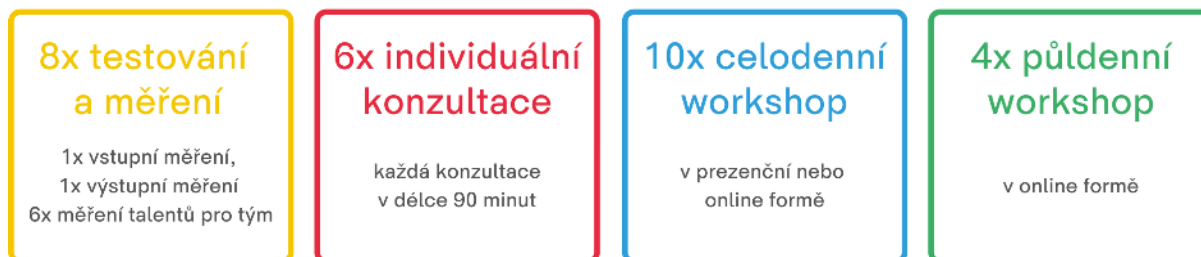 8x testování
a měření
1x vstupní měření,
1x výstupní měření
6x měření talentů pro tým
6x individuální
konzultace
každá konzultace
v délce 90 minut
10x celodenní
workshop
v prezenční nebo
online formě
4x půldenní
workshop
v online formě